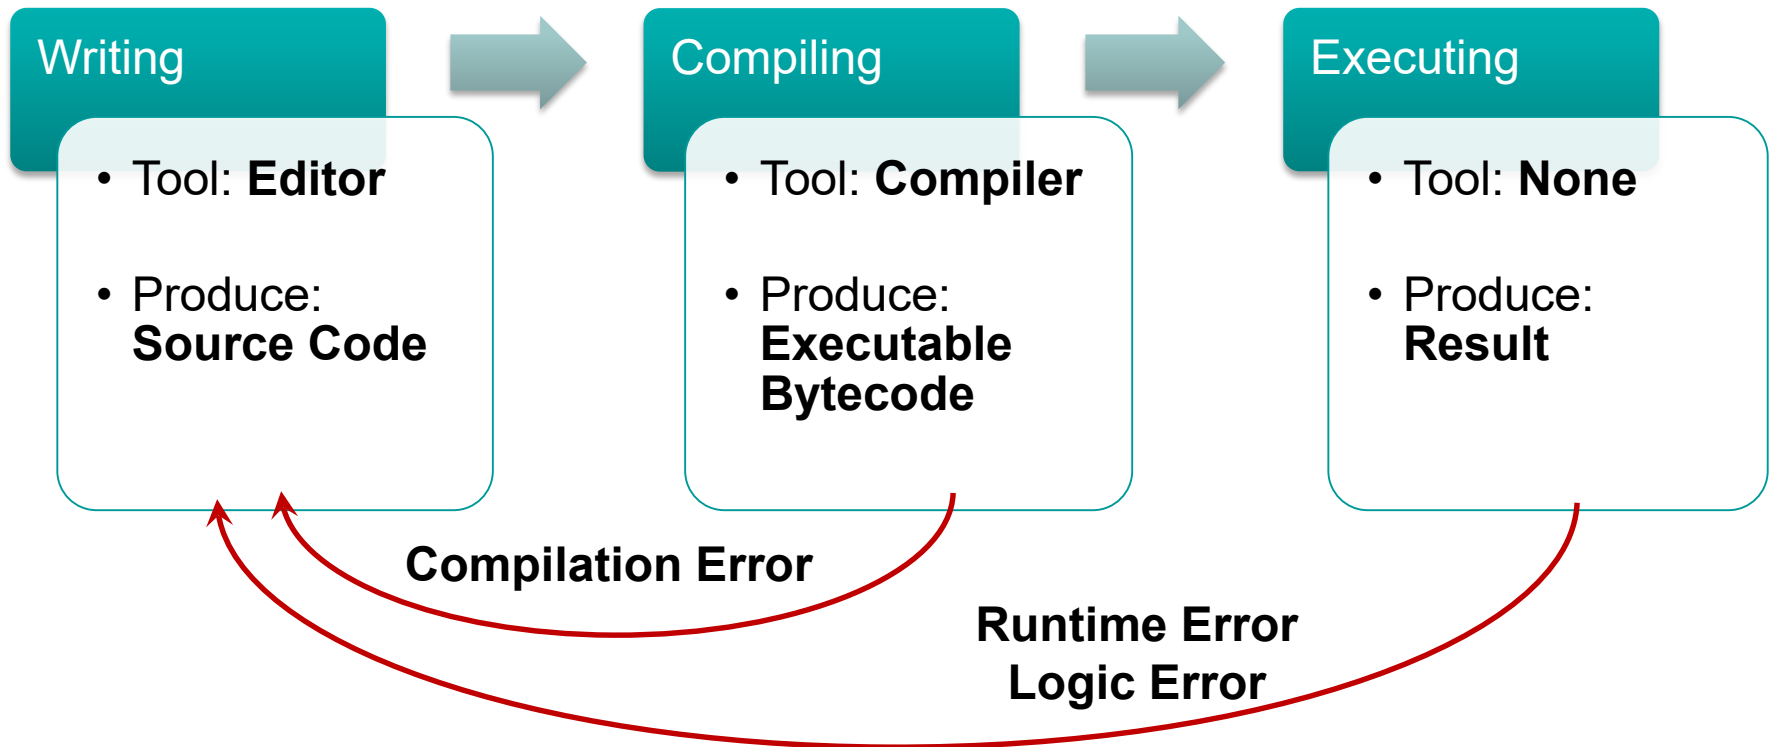 Writing
• Tool: Editor
• Produce:
Source Code
Compiling
• Tool: Compiler
• Produce:
Executable
Bytecode
Executing
• Tool: None
• Produce:
Result
Compilation Error
Runtime Error
Logic Error